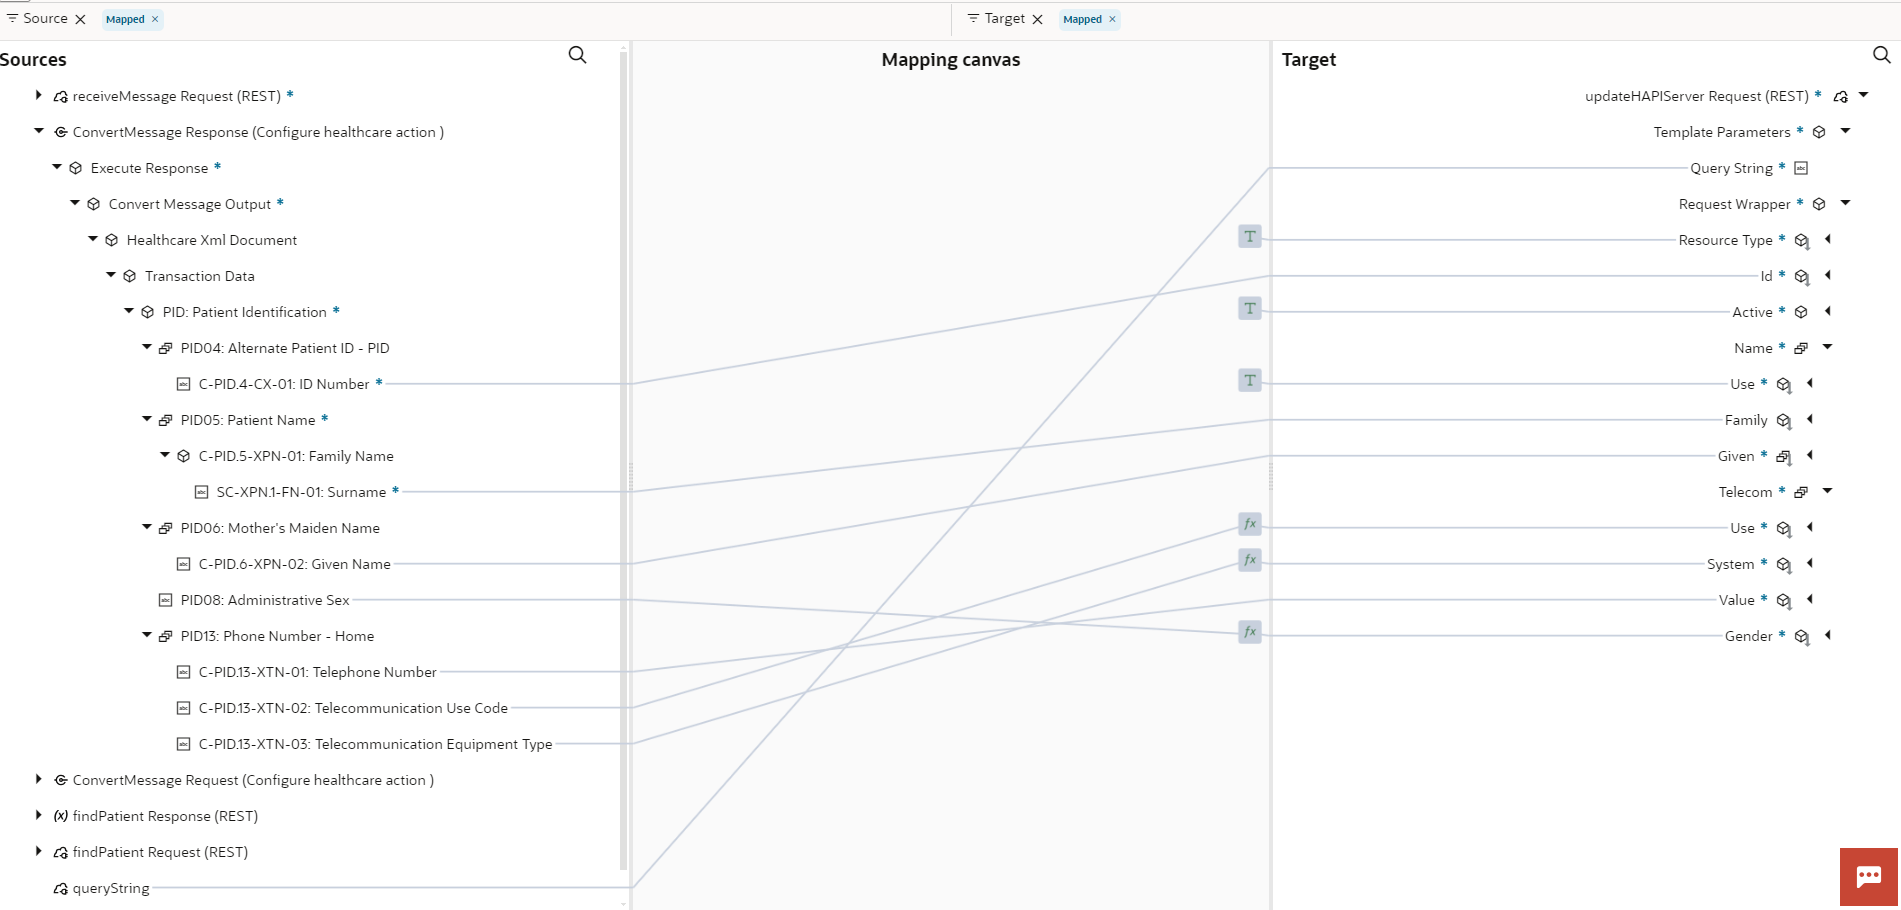 Source
Mapped
Target
Mapped
Sources
Mapping canvas
Target
receiveMessage Request (REST) *
updateHAPIServer Request (REST) *
ConvertMessage Response (Configure healthcare action )
Template Parameters *
Execute Response *
Query String *
Convert Message Output *
Request Wrapper *
Healthcare Xml Document
T
Resource Type *
Transaction Data
Id *
PID: Patient Identification *
T
Active *
PID04: Alternate Patient ID - PID
Name *
C-PID.4-CX-01: ID Number *
T
Use *
PID05: Patient Name *
Family
C-PID.5-XPN-01: Family Name
Given *
SC-XPN.1-FN-01: Surname *
Telecom *
PID06: Mother's Maiden Name
fx
Use *
C-PID.6-XPN-02: Given Name
fx
System *
PID08: Administrative Sex
Value *
PID13: Phone Number - Home
fx
Gender *
C-PID.13-XTN-01: Telephone Number
C-PID.13-XTN-02: Telecommunication Use Code
C-PID.13-XTN-03: Telecommunication Equipment Type
ConvertMessage Request (Configure healthcare action )
(x) findPatient Response (REST)
findPatient Request (REST)
queryString